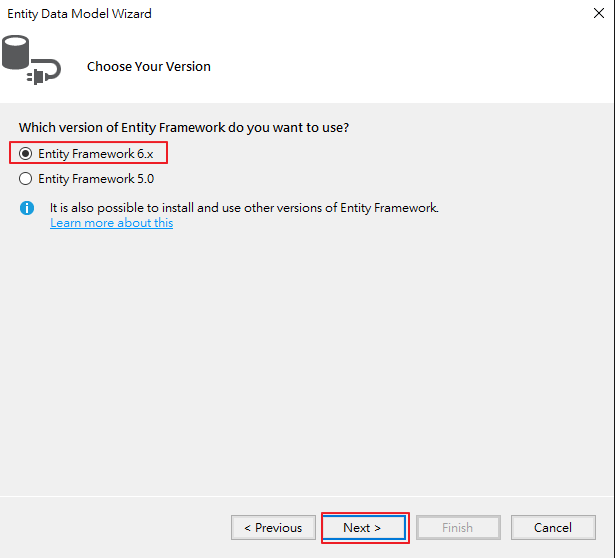 Entity Data Model Wizard
Choose Your Version
Which version of Entity Framework do you want to use?
Entity Framework 6.x
Entity Framework 5.0
It is also possible to install and use other versions of Entity Framework.
Learn more about this
< Previous
Next >
Finish
Cancel